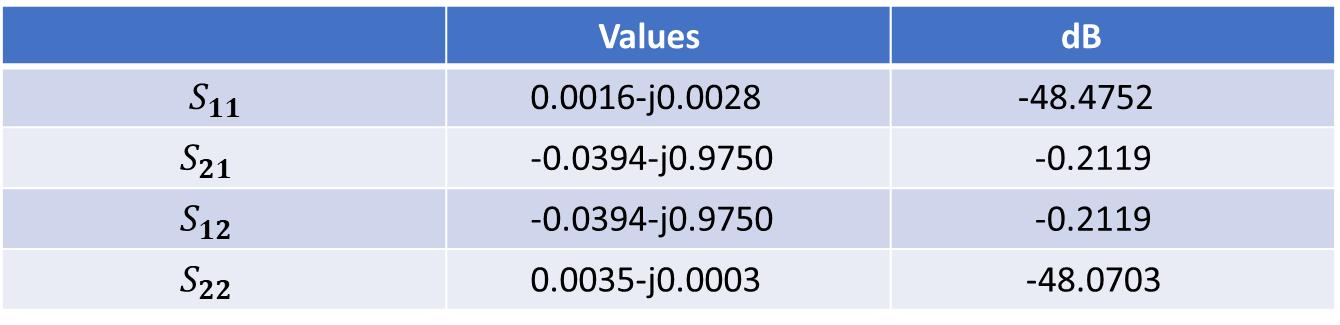 Values dB
S11 0.0016-j0.0028 -48.4752
S21 -0.0394-j0.9750 -0.2119
S12 -0.0394-j0.9750 -0.2119
S22 0.0035-j0.0003 -48.0703